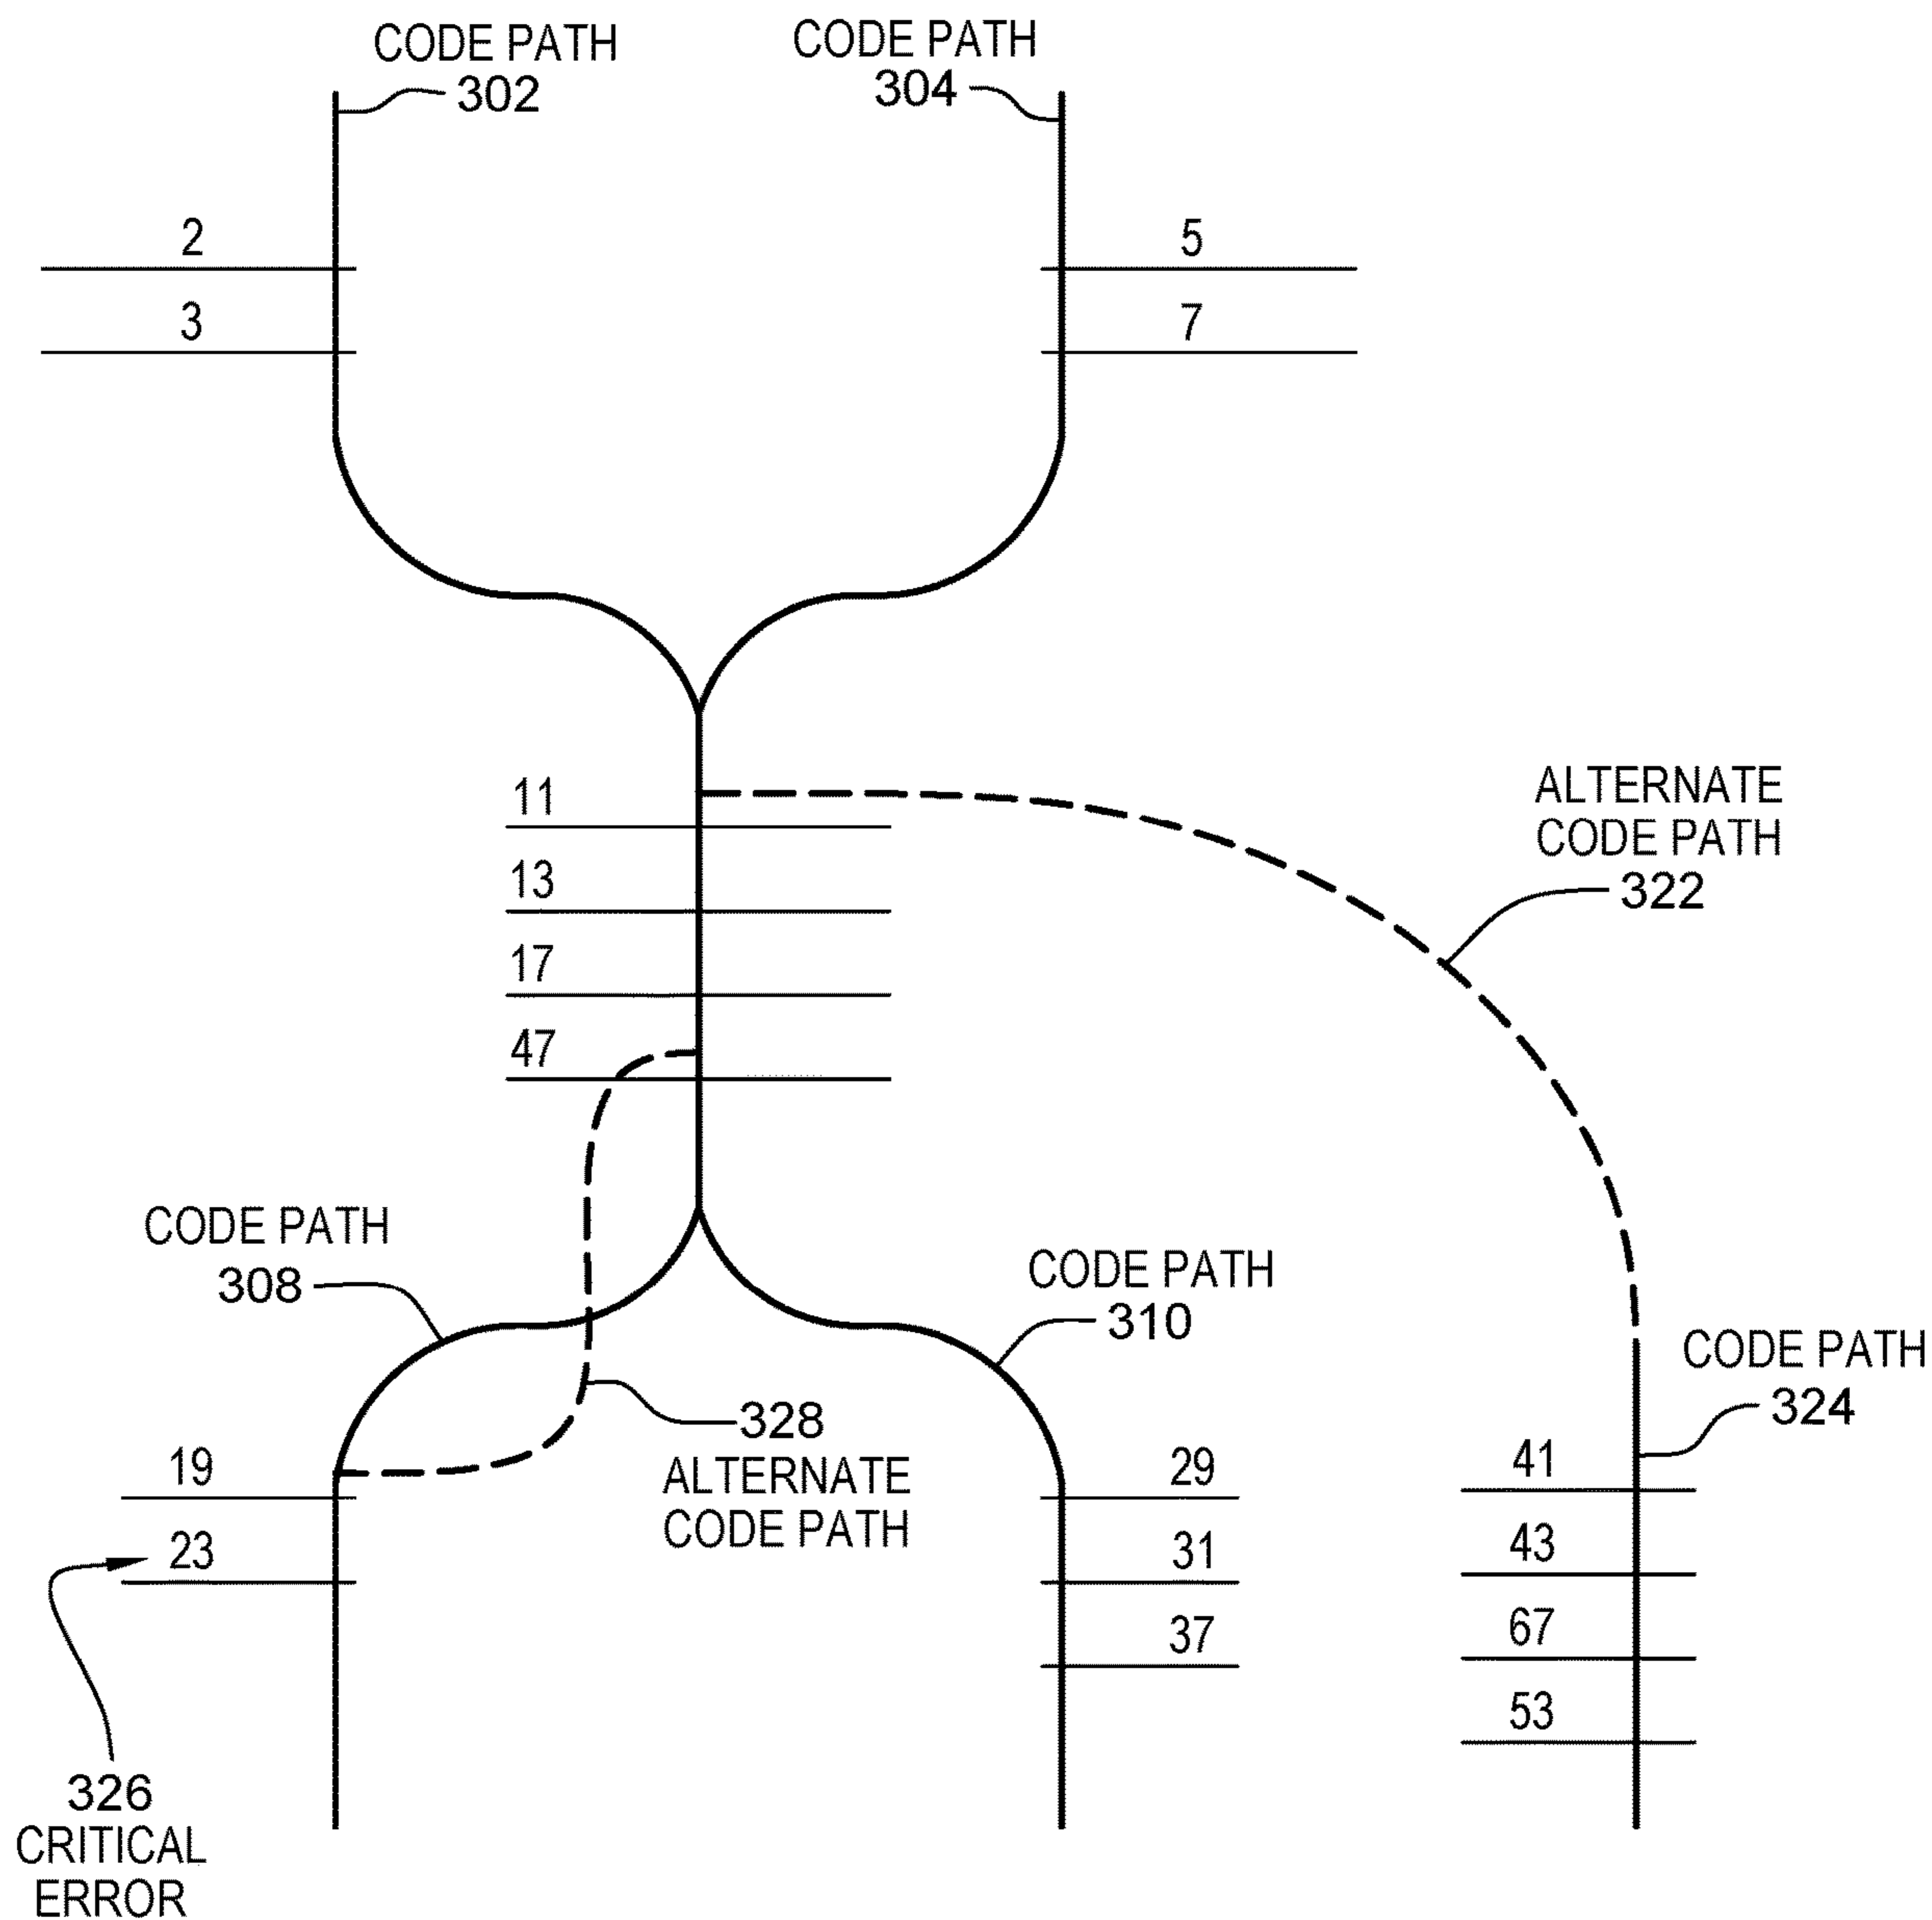 CODE PATH
302
CODE PATH
304
2
3
5
7
11
13
17
47
ALTERNATE
CODE PATH
322
CODE PATH
308
CODE PATH
310
328
ALTERNATE
CODE PATH
CODE PATH
324
19
23
29
31
37
41
43
67
53
326
CRITICAL
ERROR